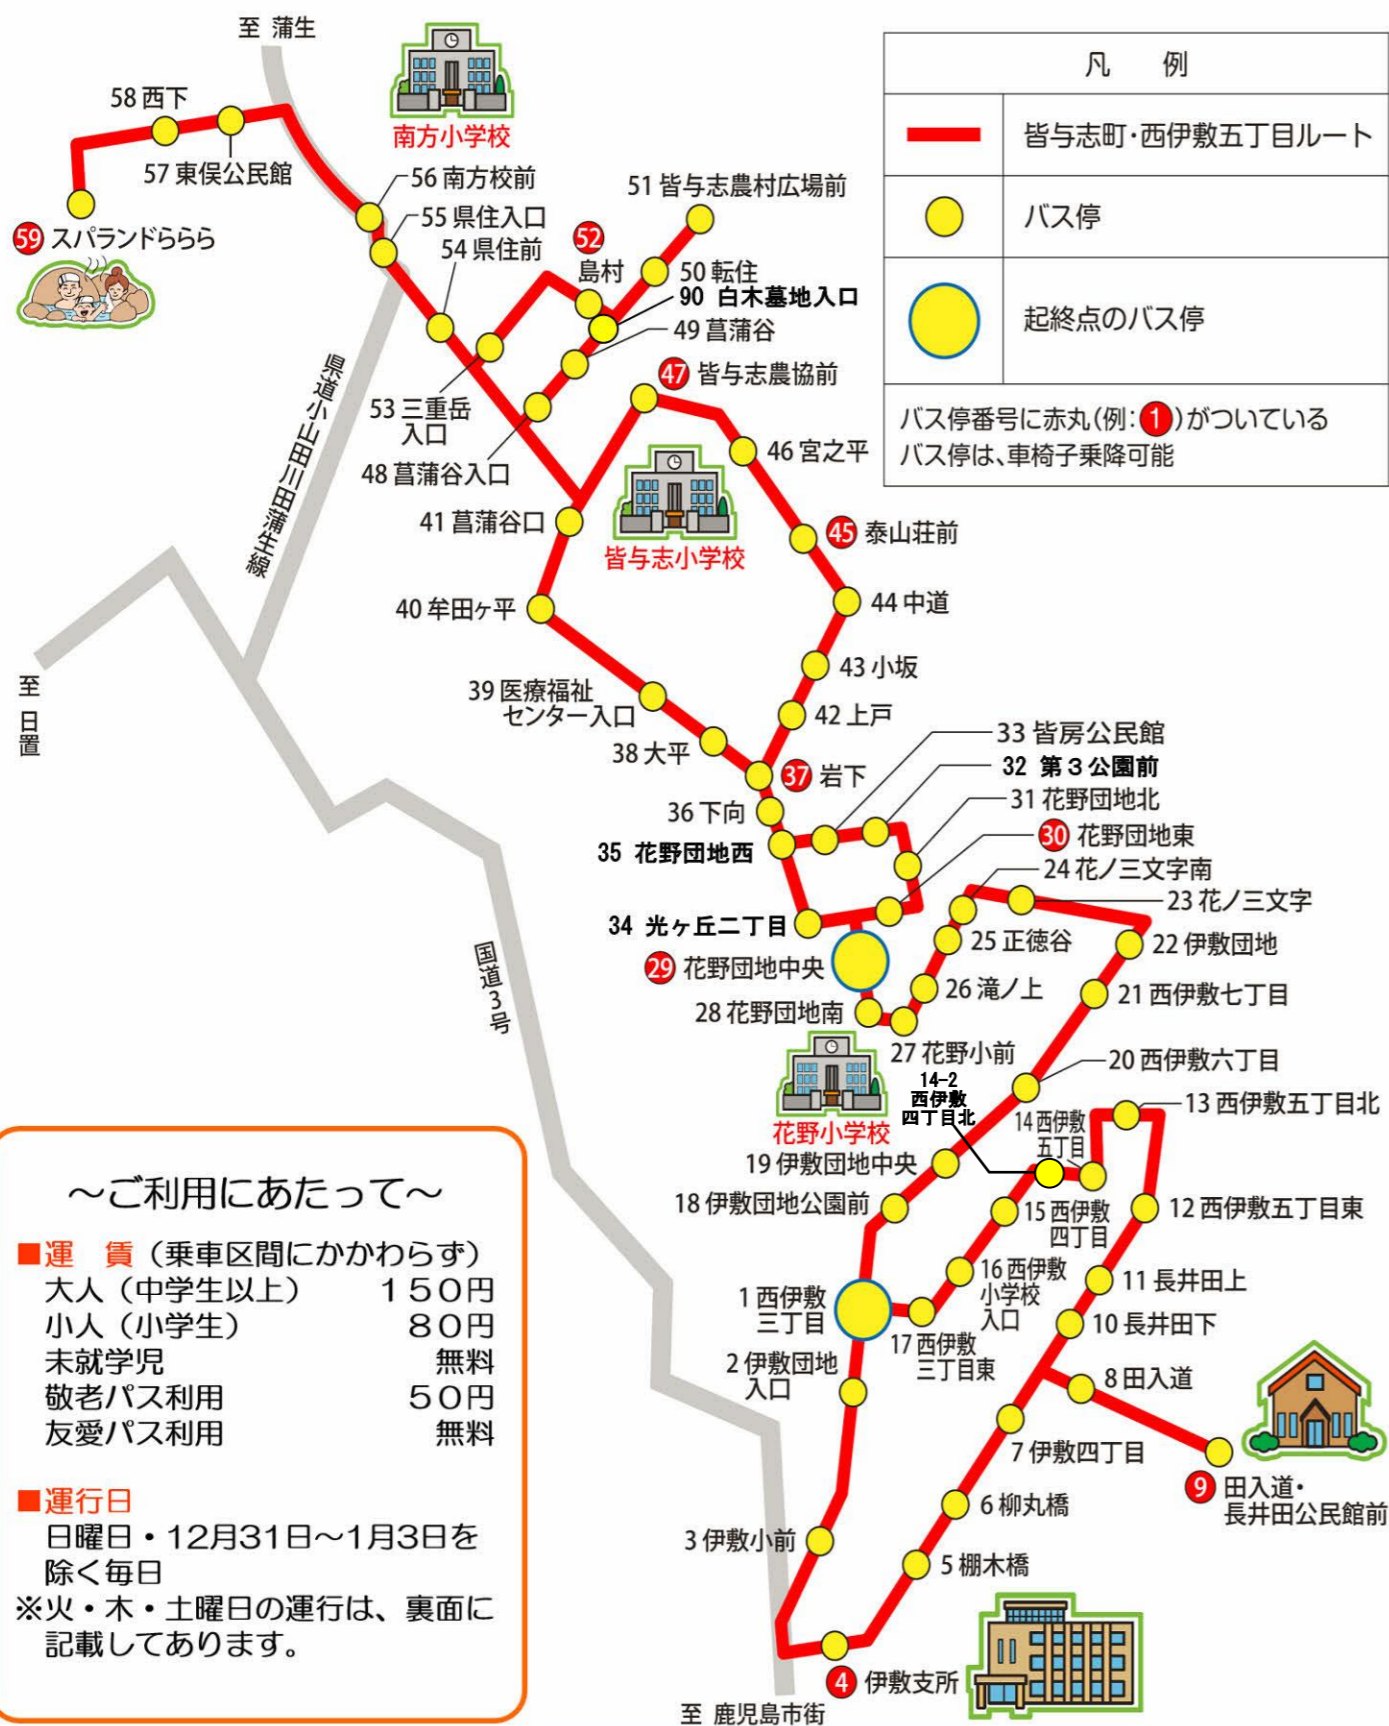 至 蒲生
58 西下
57 東俣公民館
59 スパランドららら
南方小学校
56 南方校前
55 県住入口
54 県住前
51 皆与志農村広場前
52
島村
50 転住
90 白木墓地入口
49 菖蒲谷
53 三重岳
入口
48 菖蒲谷入口
47 皆与志農協前
46 宮之平
皆与志小学校
41 菖蒲谷口
45 泰山荘前
40 牟田ヶ平
44 中道
43 小坂
39 医療福祉
センター入口
42 上戸
38 大平
37 岩下
36 下向
33 皆房公民館
32 第3公園前
31 花野団地北
30 花野団地東
35 花野団地西
24 花ノ三文字南
23 花ノ三文字
34 光ヶ丘二丁目
25 正徳谷
22 伊敷団地
29 花野団地中央
26 滝ノ上
21 西伊敷七丁目
28 花野団地南
27 花野小前
花野小学校
20 西伊敷六丁目
14-2
西伊敷
四丁目北
14 西伊敷
五丁目
13 西伊敷五丁目北
19 伊敷団地中央
18 伊敷団地公園前
15 西伊敷
四丁目
12 西伊敷五丁目東
1 西伊敷
三丁目
16 西伊敷
小学校
入口
11 長井田上
17 西伊敷
三丁目東
10 長井田下
2 伊敷団地
入口
8 田入道
7 伊敷四丁目
9 田入道・
長井田公民館前
6 柳丸橋
3 伊敷小前
5 棚木橋
4 伊敷支所
至 鹿児島市街
県道小山田川田蒲生線
至 日置
国道3号
凡 例
皆与志町・西伊敷五丁目ルート
バス停
起終点のバス停
バス停番号に赤丸(例:1)がついている
バス停は、車椅子乗降可能
～ご利用にあたって～
■運 賃（乗車区間にかかわらず）
大人（中学生以上） 150円
小人（小学生） 80円
未就学児 無料
敬老パス利用 50円
友愛パス利用 無料
■運行日
日曜日・12月31日～1月3日を
除く毎日
※火・木・土曜日の運行は、裏面に
記載してあります。